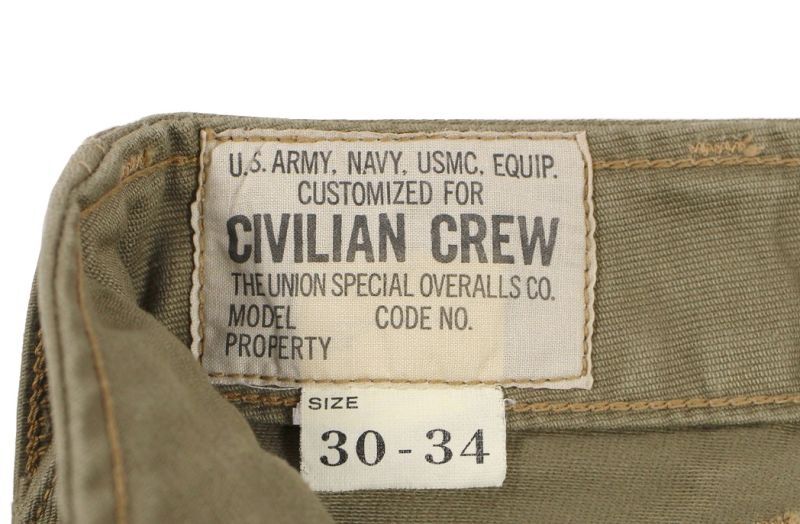 U.S. ARMY, NAVY, USMC, EQUIP.
CUSTOMIZED FOR
CIVILIAN CREW
THE UNION SPECIAL OVERALLS CO.
MODEL CODE NO.
PROPERTY
SIZE
30 - 34